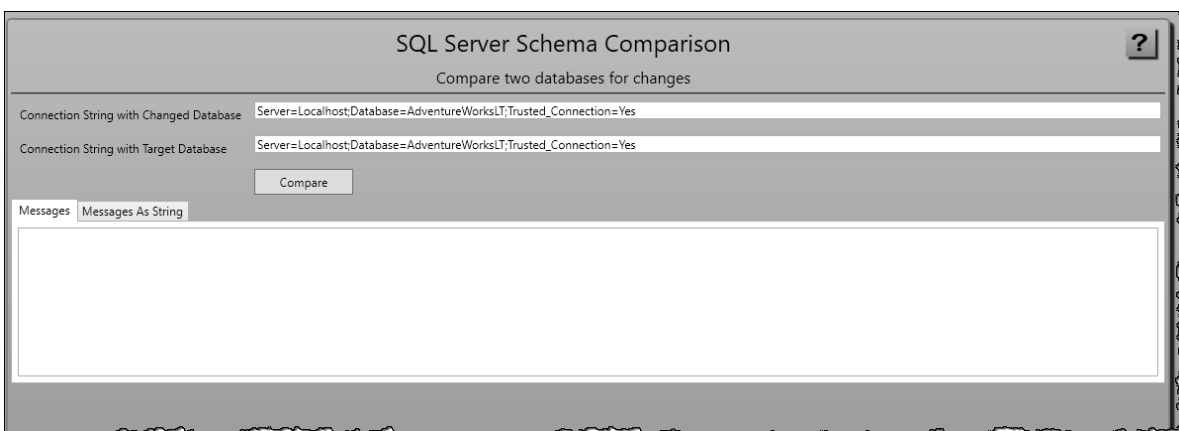 SQL Server Schema Comparison
?
Compare two databases for changes
Connection String with Changed Database
Server=Localhost;Database=AdventureWorksLT;Trusted_Connection=Yes
Connection String with Target Database
Server=Localhost;Database=AdventureWorksLT;Trusted_Connection=Yes
Compare
Messages
Messages As String